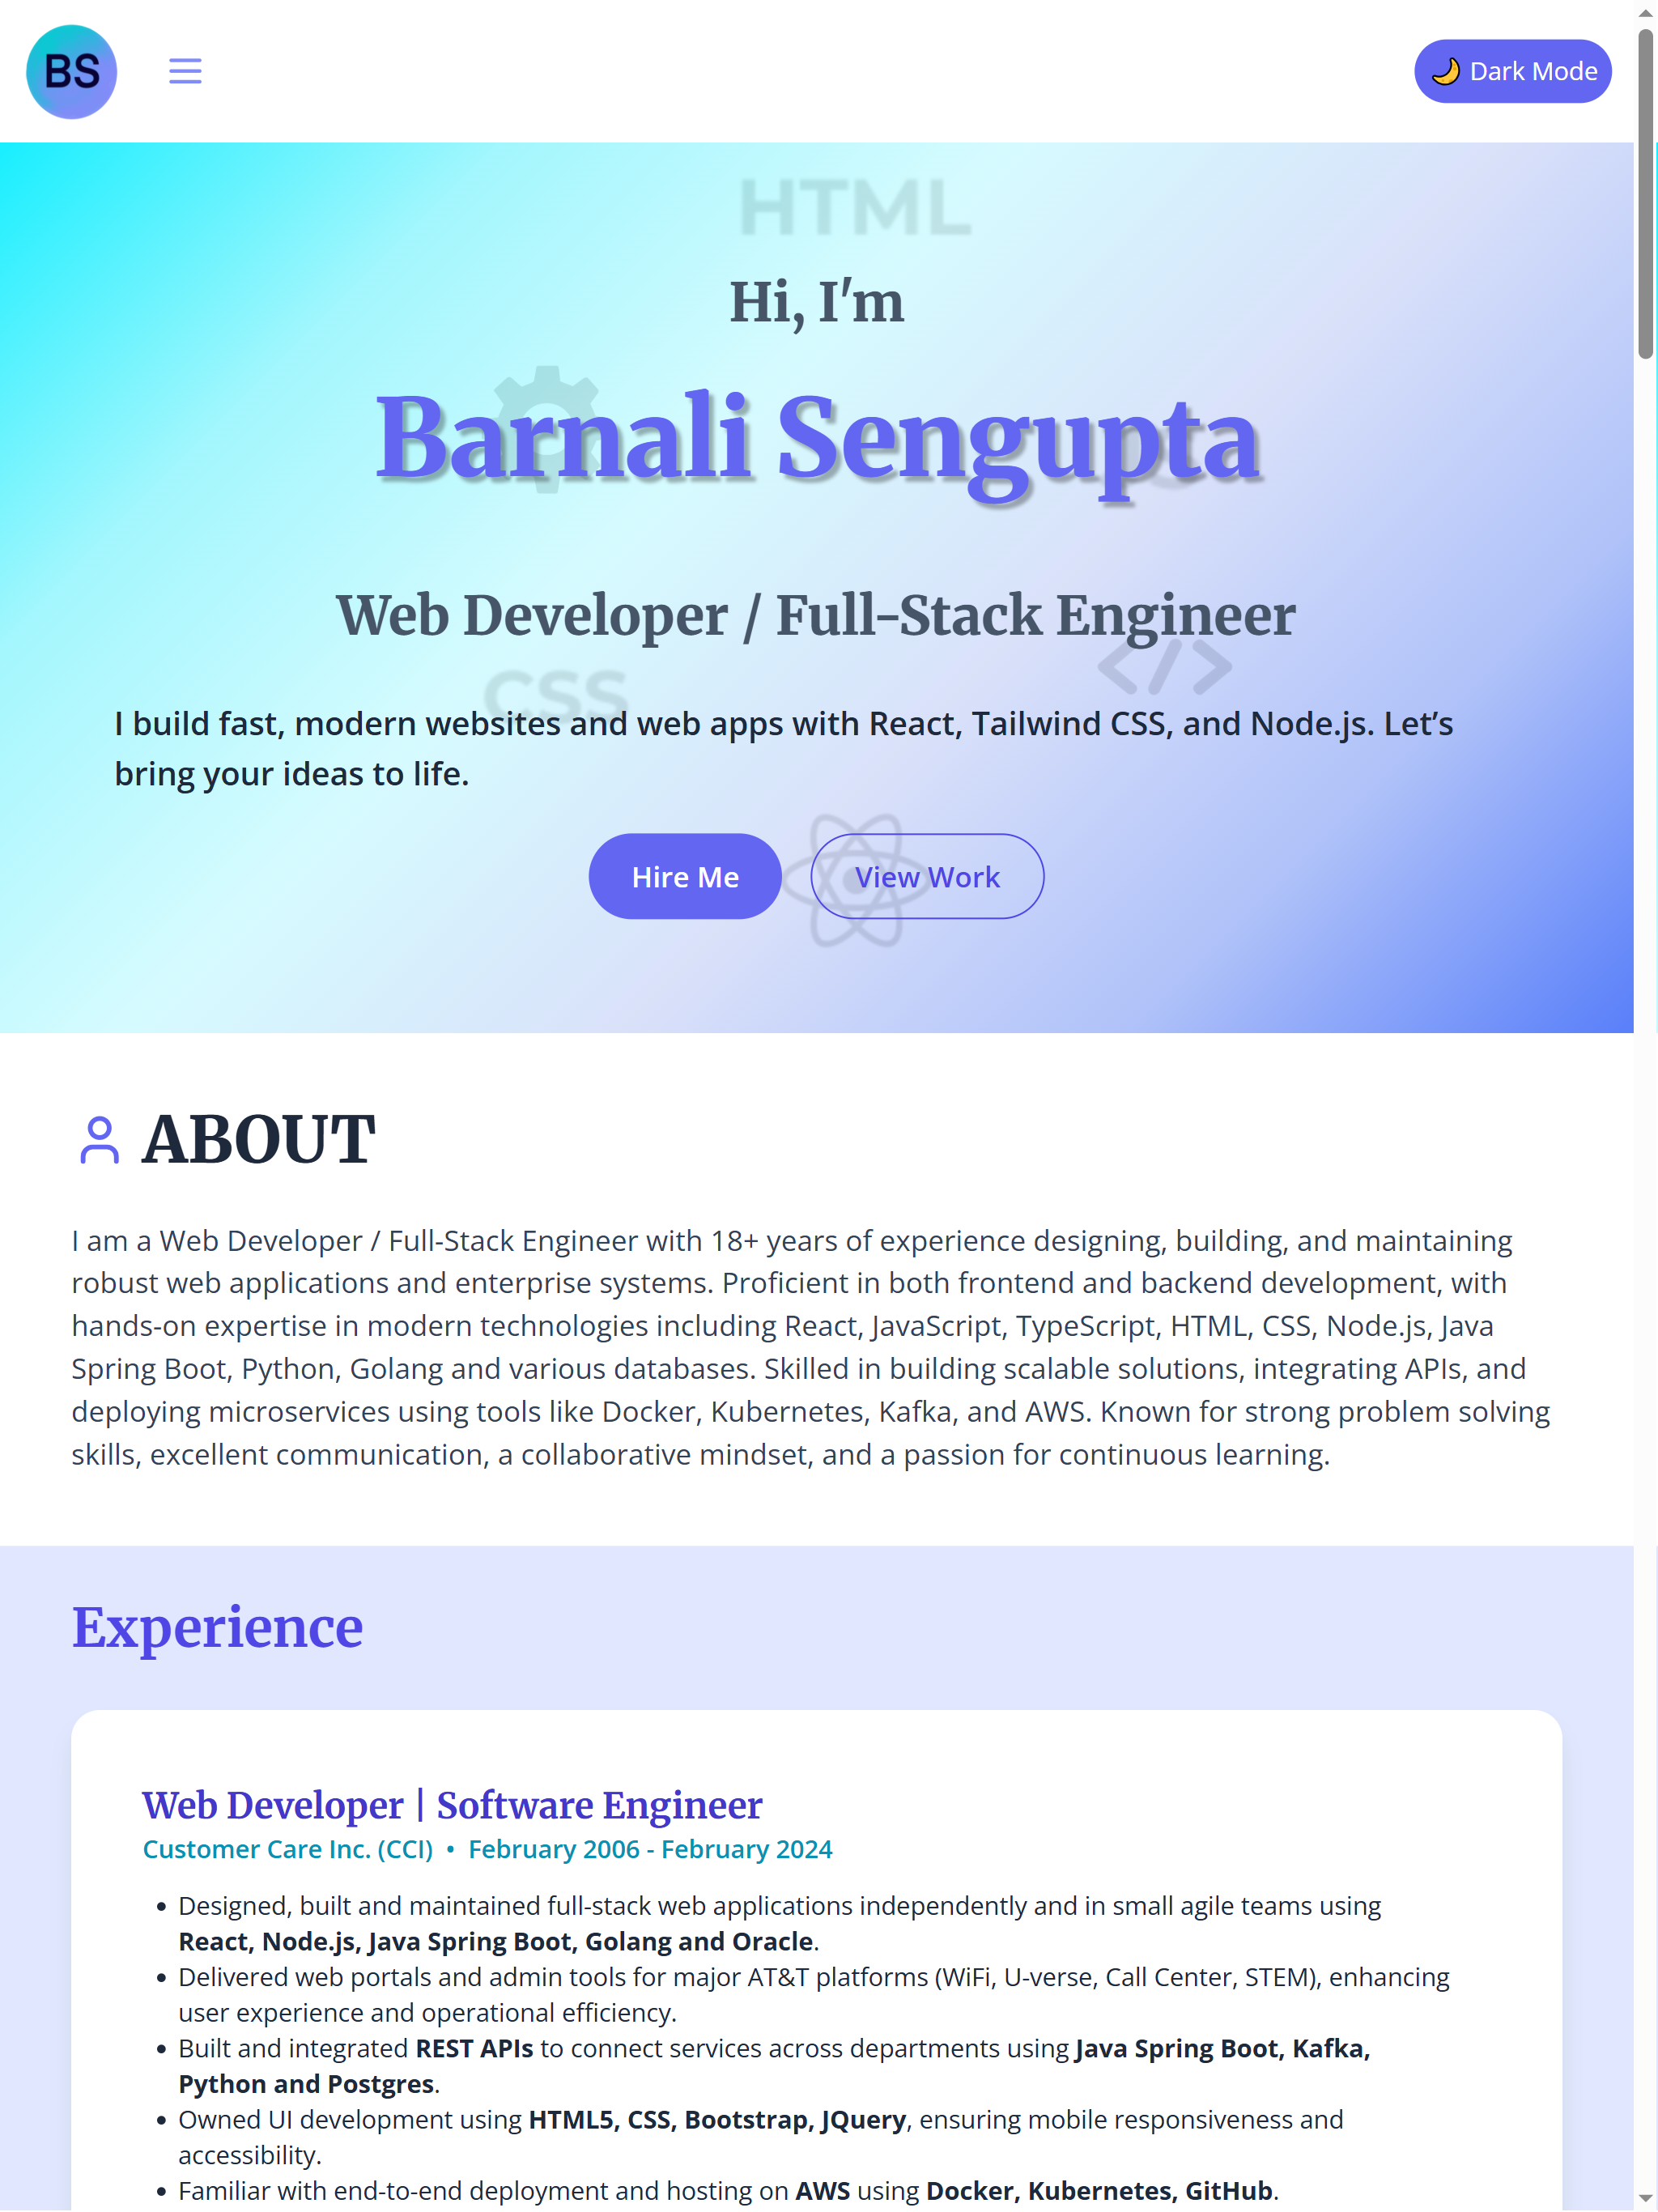 BS
🌙 Dark Mode
HTML
Hi, I'm
Barnali Sengupta
Web Developer / Full-Stack Engineer
</>
CSS
I build fast, modern websites and web apps with React, Tailwind CSS, and Node.js. Let’s
bring your ideas to life.
Hire Me
View Work
ABOUT
I am a Web Developer / Full-Stack Engineer with 18+ years of experience designing, building, and maintaining
robust web applications and enterprise systems. Proficient in both frontend and backend development, with
hands-on expertise in modern technologies including React, JavaScript, TypeScript, HTML, CSS, Node.js, Java
Spring Boot, Python, Golang and various databases. Skilled in building scalable solutions, integrating APIs, and
deploying microservices using tools like Docker, Kubernetes, Kafka, and AWS. Known for strong problem solving
skills, excellent communication, a collaborative mindset, and a passion for continuous learning.
Experience
Web Developer | Software Engineer
Customer Care Inc. (CCI) • February 2006 - February 2024
• Designed, built and maintained full-stack web applications independently and in small agile teams using
React, Node.js, Java Spring Boot, Golang and Oracle.
• Delivered web portals and admin tools for major AT&T platforms (WiFi, U-verse, Call Center, STEM), enhancing
user experience and operational efficiency.
• Built and integrated REST APIs to connect services across departments using Java Spring Boot, Kafka,
Python and Postgres.
• Owned UI development using HTML5, CSS, Bootstrap, JQuery, ensuring mobile responsiveness and
accessibility.
• Familiar with end-to-end deployment and hosting on AWS using Docker, Kubernetes, GitHub.